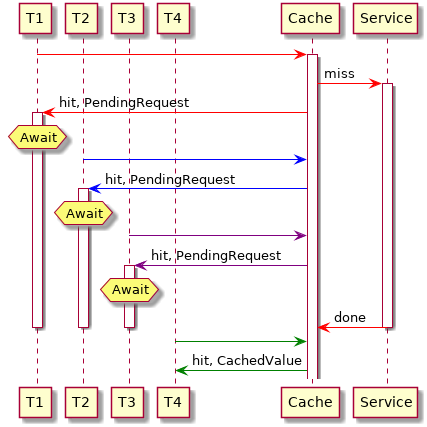 T1 T2 T3 T4 Cache Service
miss
hit, PendingRequest
Await
hit, PendingRequest
Await
hit, PendingRequest
Await
done
hit, CachedValue
T1 T2 T3 T4 Cache Service